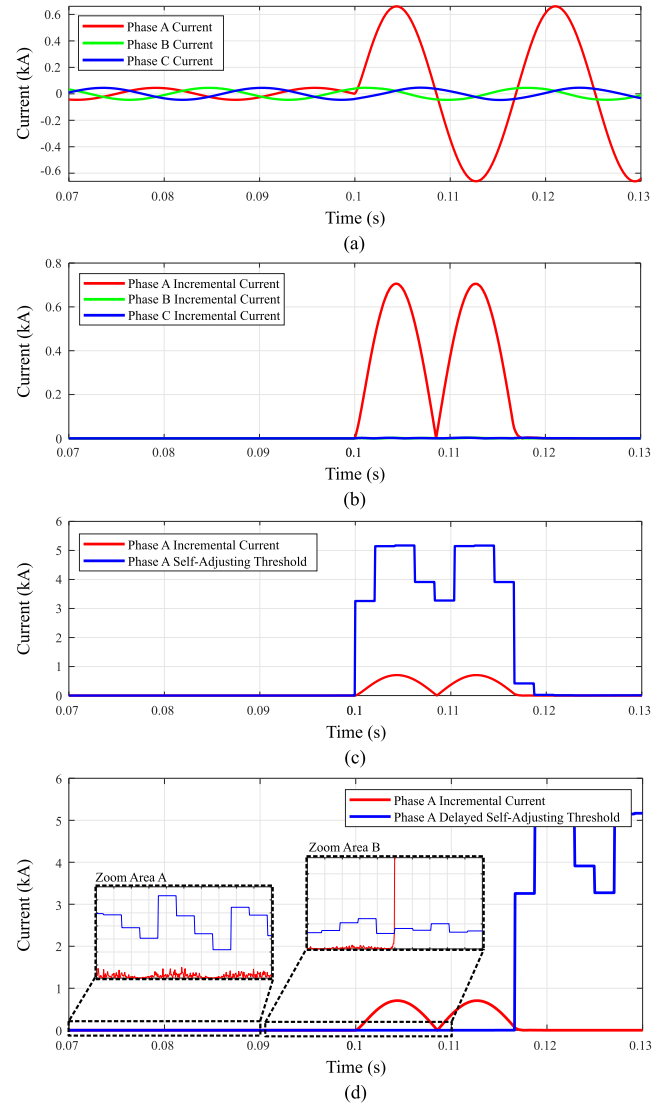 0.6
Phase A Current
Phase B Current
Phase C Current
0.4
0.2
0
-0.2
-0.4
-0.6
Current (kA)
0.07 0.08 0.09 0.1 0.11 0.12 0.13
Time (s)
(a)
0.8
Phase A Incremental Current
Phase B Incremental Current
Phase C Incremental Current
0.6
0.4
0.2
0
Current (kA)
0.07 0.08 0.09 0.1 0.11 0.12 0.13
Time (s)
(b)
6
Phase A Incremental Current
Phase A Self-Adjusting Threshold
5
4
3
2
1
0
Current (kA)
0.07 0.08 0.09 0.1 0.11 0.12 0.13
Time (s)
(c)
6
Phase A Incremental Current
Phase A Delayed Self-Adjusting Threshold
5
4
3
2
1
0
Current (kA)
Zoom Area A
Zoom Area B
0.07 0.08 0.09 0.1 0.11 0.12 0.13
Time (s)
(d)